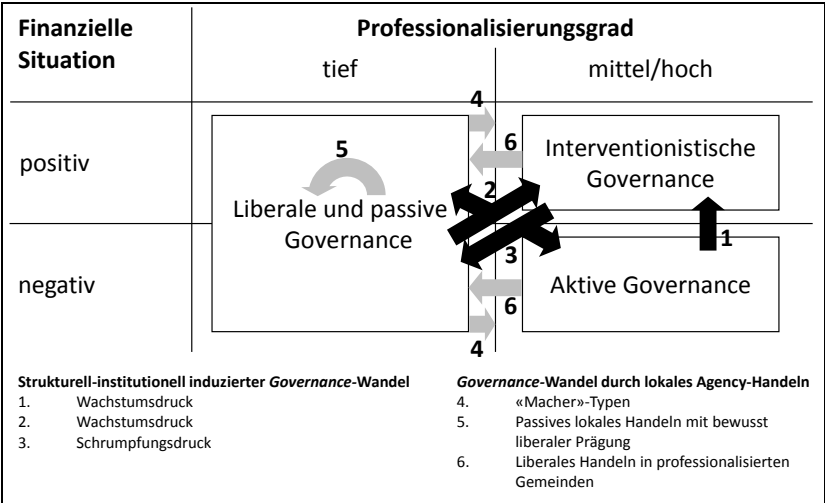 Finanzielle
Situation
Professionalisierungsgrad
tief
mittel/hoch
positiv
negativ
4
5
6
2
Liberale und passive
Governance
Interventionistische
Governance
1
3
Aktive Governance
6
4
Strukturell-institutionell induzierter Governance-Wandel
1. Wachstumsdruck
2. Wachstumsdruck
3. Schrumpfungsdruck
Governance-Wandel durch lokales Agency-Handeln
4. «Macher»-Typen
5. Passives lokales Handeln mit bewusst
liberaler Prägung
6. Liberales Handeln in professionalisierten
Gemeinden